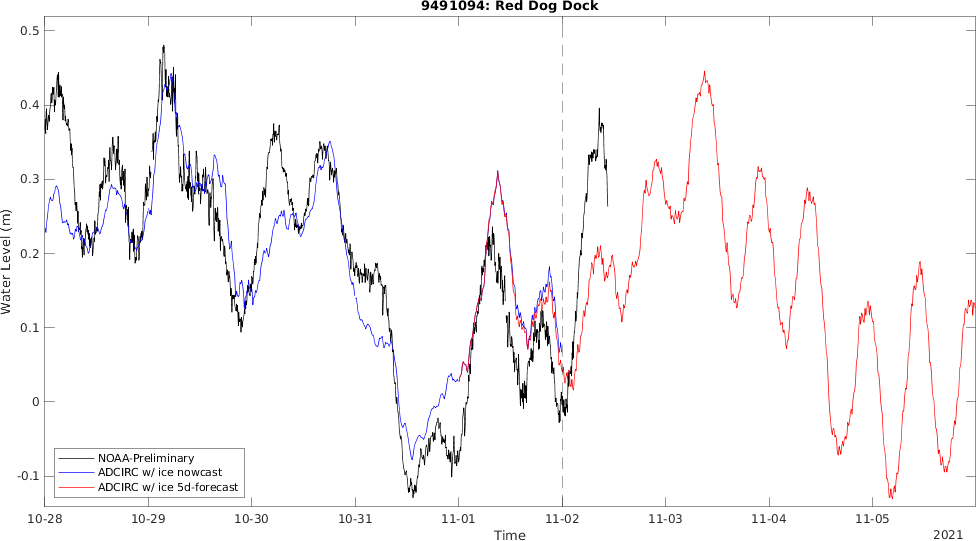 9491094: Red Dog Dock
Water Level (m)
0.5
0.4
0.3
0.2
0.1
0
-0.1
NOAA-Preliminary
ADCIRC w/ ice nowcast
ADCIRC w/ ice 5d-forecast
10-28 10-29 10-30 10-31 11-01 11-02 11-03 11-04 11-05
Time
2021